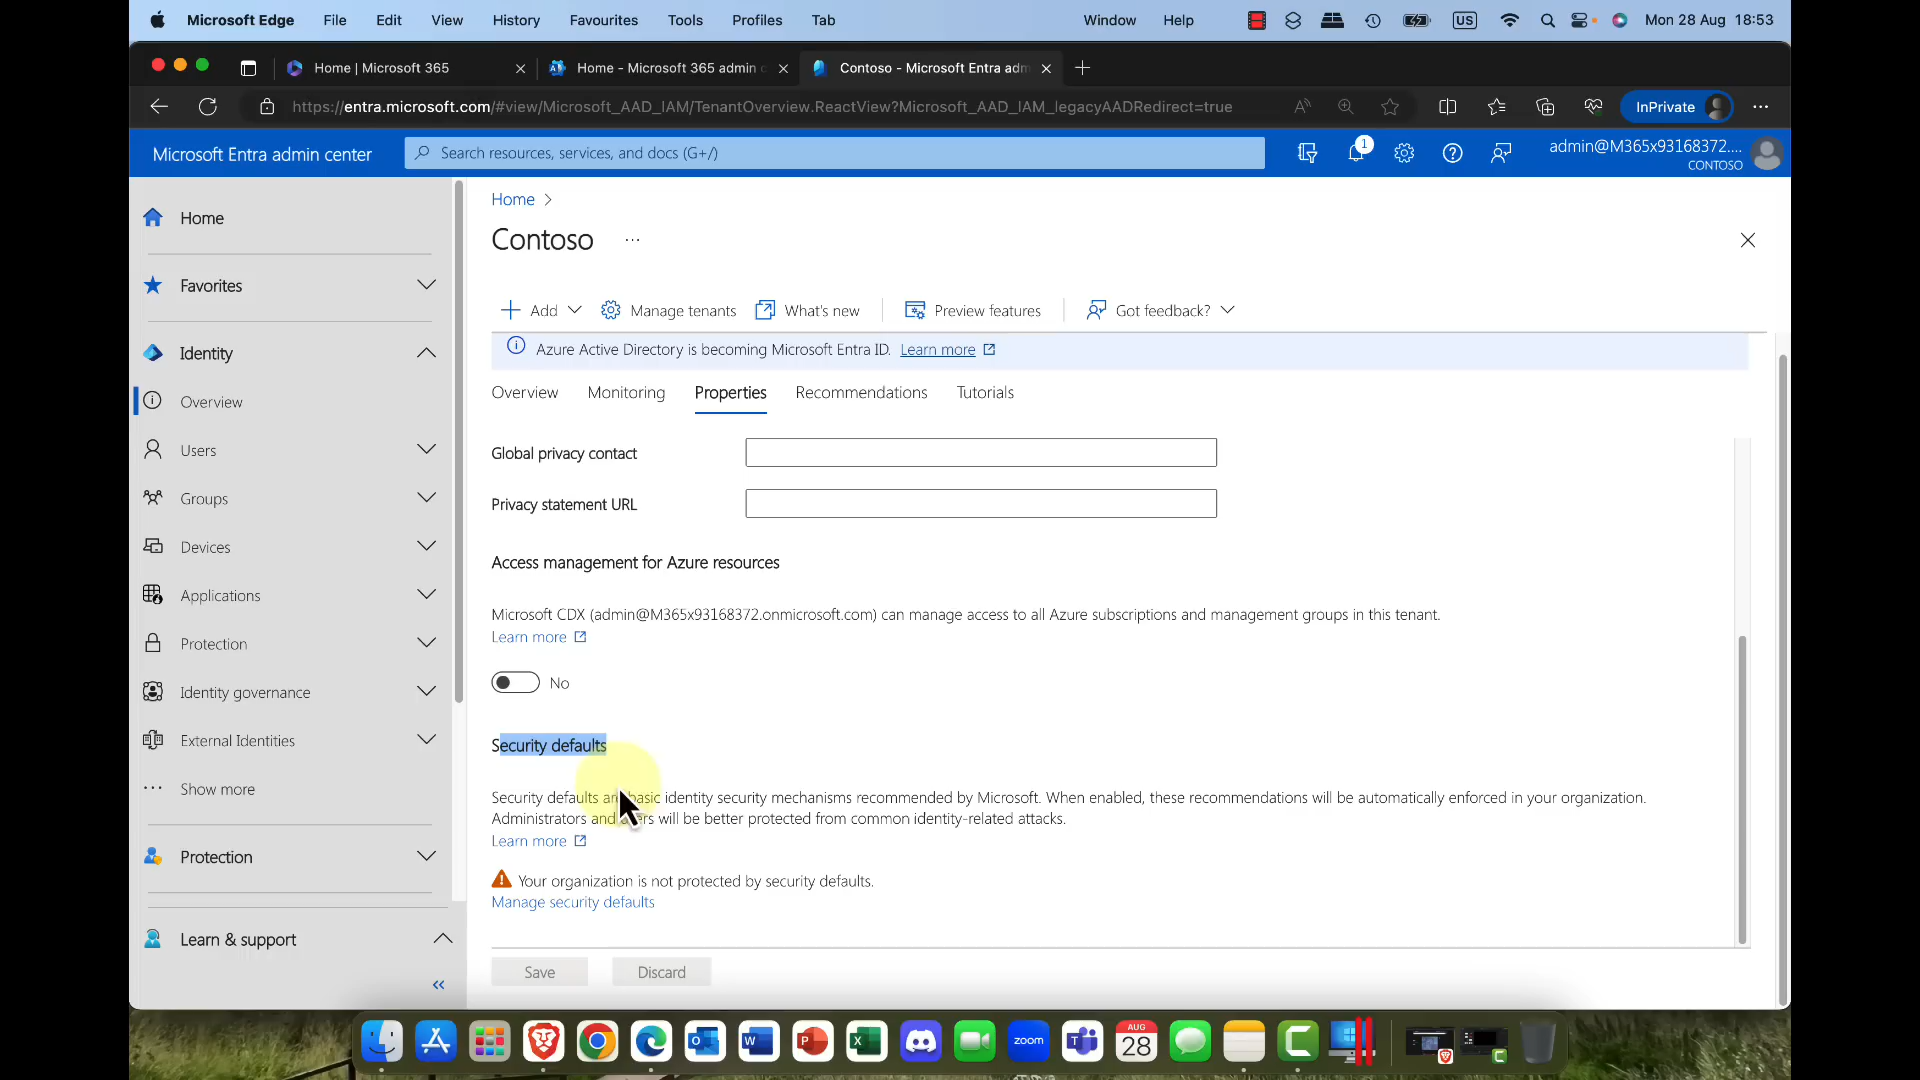 Microsoft Edge File Edit View History Favourites Tools Profiles Tab Window Help US Mon 28 Aug 18:53
Home | Microsoft 365
Home - Microsoft 365 admin c
Contoso - Microsoft Entra adm
https://entra.microsoft.com/#view/Microsoft_AAD_IAM/TenantOverview.ReactView?Microsoft_AAD_IAM_legacyAADRedirect=true
InPrivate
Microsoft Entra admin center
Search resources, services, and docs (G+/)
1
admin@M365x93168372....
CONTOSO
Home
Favorites
Identity
Overview
Users
Groups
Devices
Applications
Protection
Identity governance
External Identities
Show more
Protection
Learn & support
Home
Contoso
Add
Manage tenants
What's new
Preview features
Got feedback?
Azure Active Directory is becoming Microsoft Entra ID. Learn more
Overview Monitoring Properties Recommendations Tutorials
Global privacy contact
Privacy statement URL
Access management for Azure resources
Microsoft CDX (admin@M365x93168372.onmicrosoft.com) can manage access to all Azure subscriptions and management groups in this tenant.
Learn more
No
Security defaults
Security defaults are basic identity security mechanisms recommended by Microsoft. When enabled, these recommendations will be automatically enforced in your organization.
Administrators and users will be better protected from common identity-related attacks.
Learn more
Your organization is not protected by security defaults.
Manage security defaults
Save Discard
zoom
AUG
28